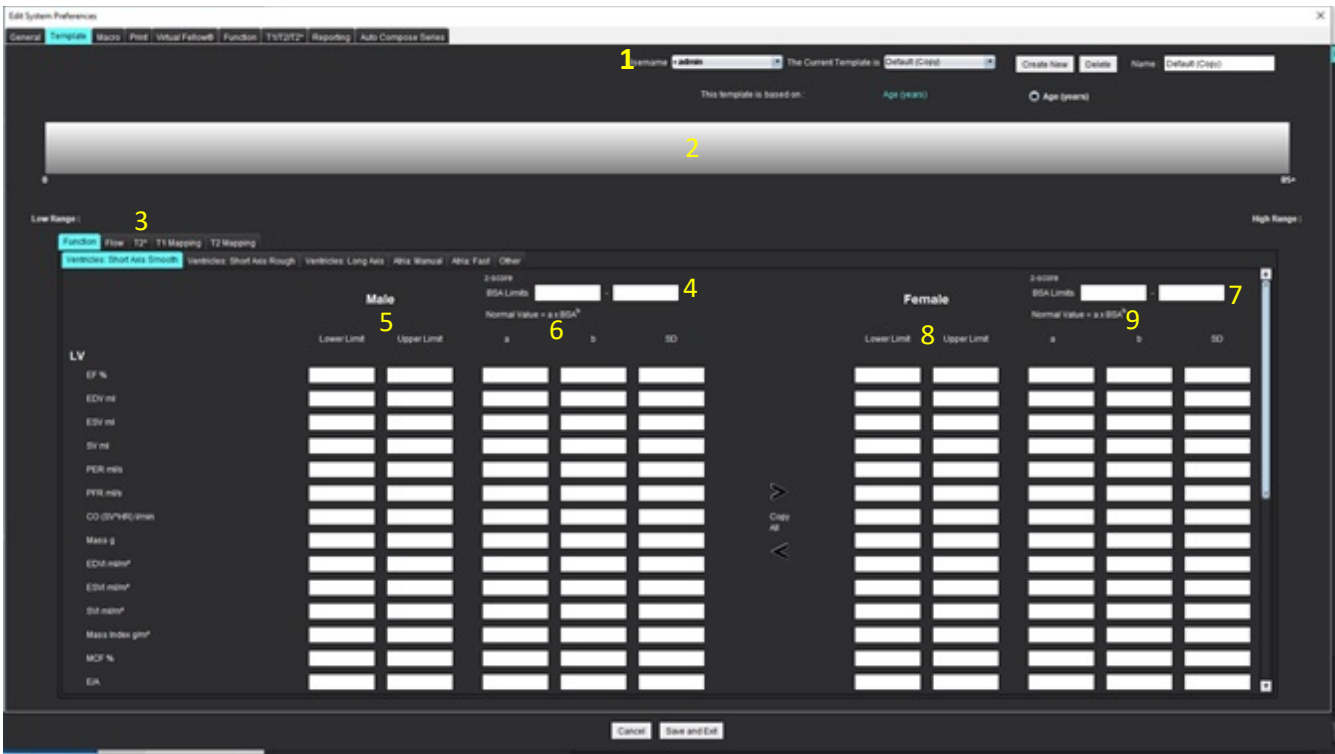 Edit System Preferences
General Template Macro Print Virtual Fellow® Function T1/T2/T2* Reporting Auto Compose Series
1 Username admin The Current Template is Default (Copy) Create New Delete Name Default (Copy)
This template is based on : Age (years) Age (years)
2
0 85+
Low Range : High Range :
3
Function Flow T2* T1 Mapping T2 Mapping
Ventricles: Short Axis Smooth Ventricles: Short Axis Rough Ventricles: Long Axis Atria: Manual Atria: Fast Other
z-score z-score
Male BSA Limits - 4 Female BSA Limits - 7
Normal Value = a x BSAᵇ Normal Value = a x BSAᵇ
5 6 8 9
Lower Limit Upper Limit a b SD Lower Limit Upper Limit a b SD
LV
EF %
EDV ml
ESV ml
SV ml
PER ml/s
PFR ml/s
>
CO (SV*HR) l/min Copy
All
Mass g
<
EDVI ml/m²
ESVI ml/m²
SVI ml/m²
Mass Index g/m²
MCF %
E/A
Cancel Save and Exit